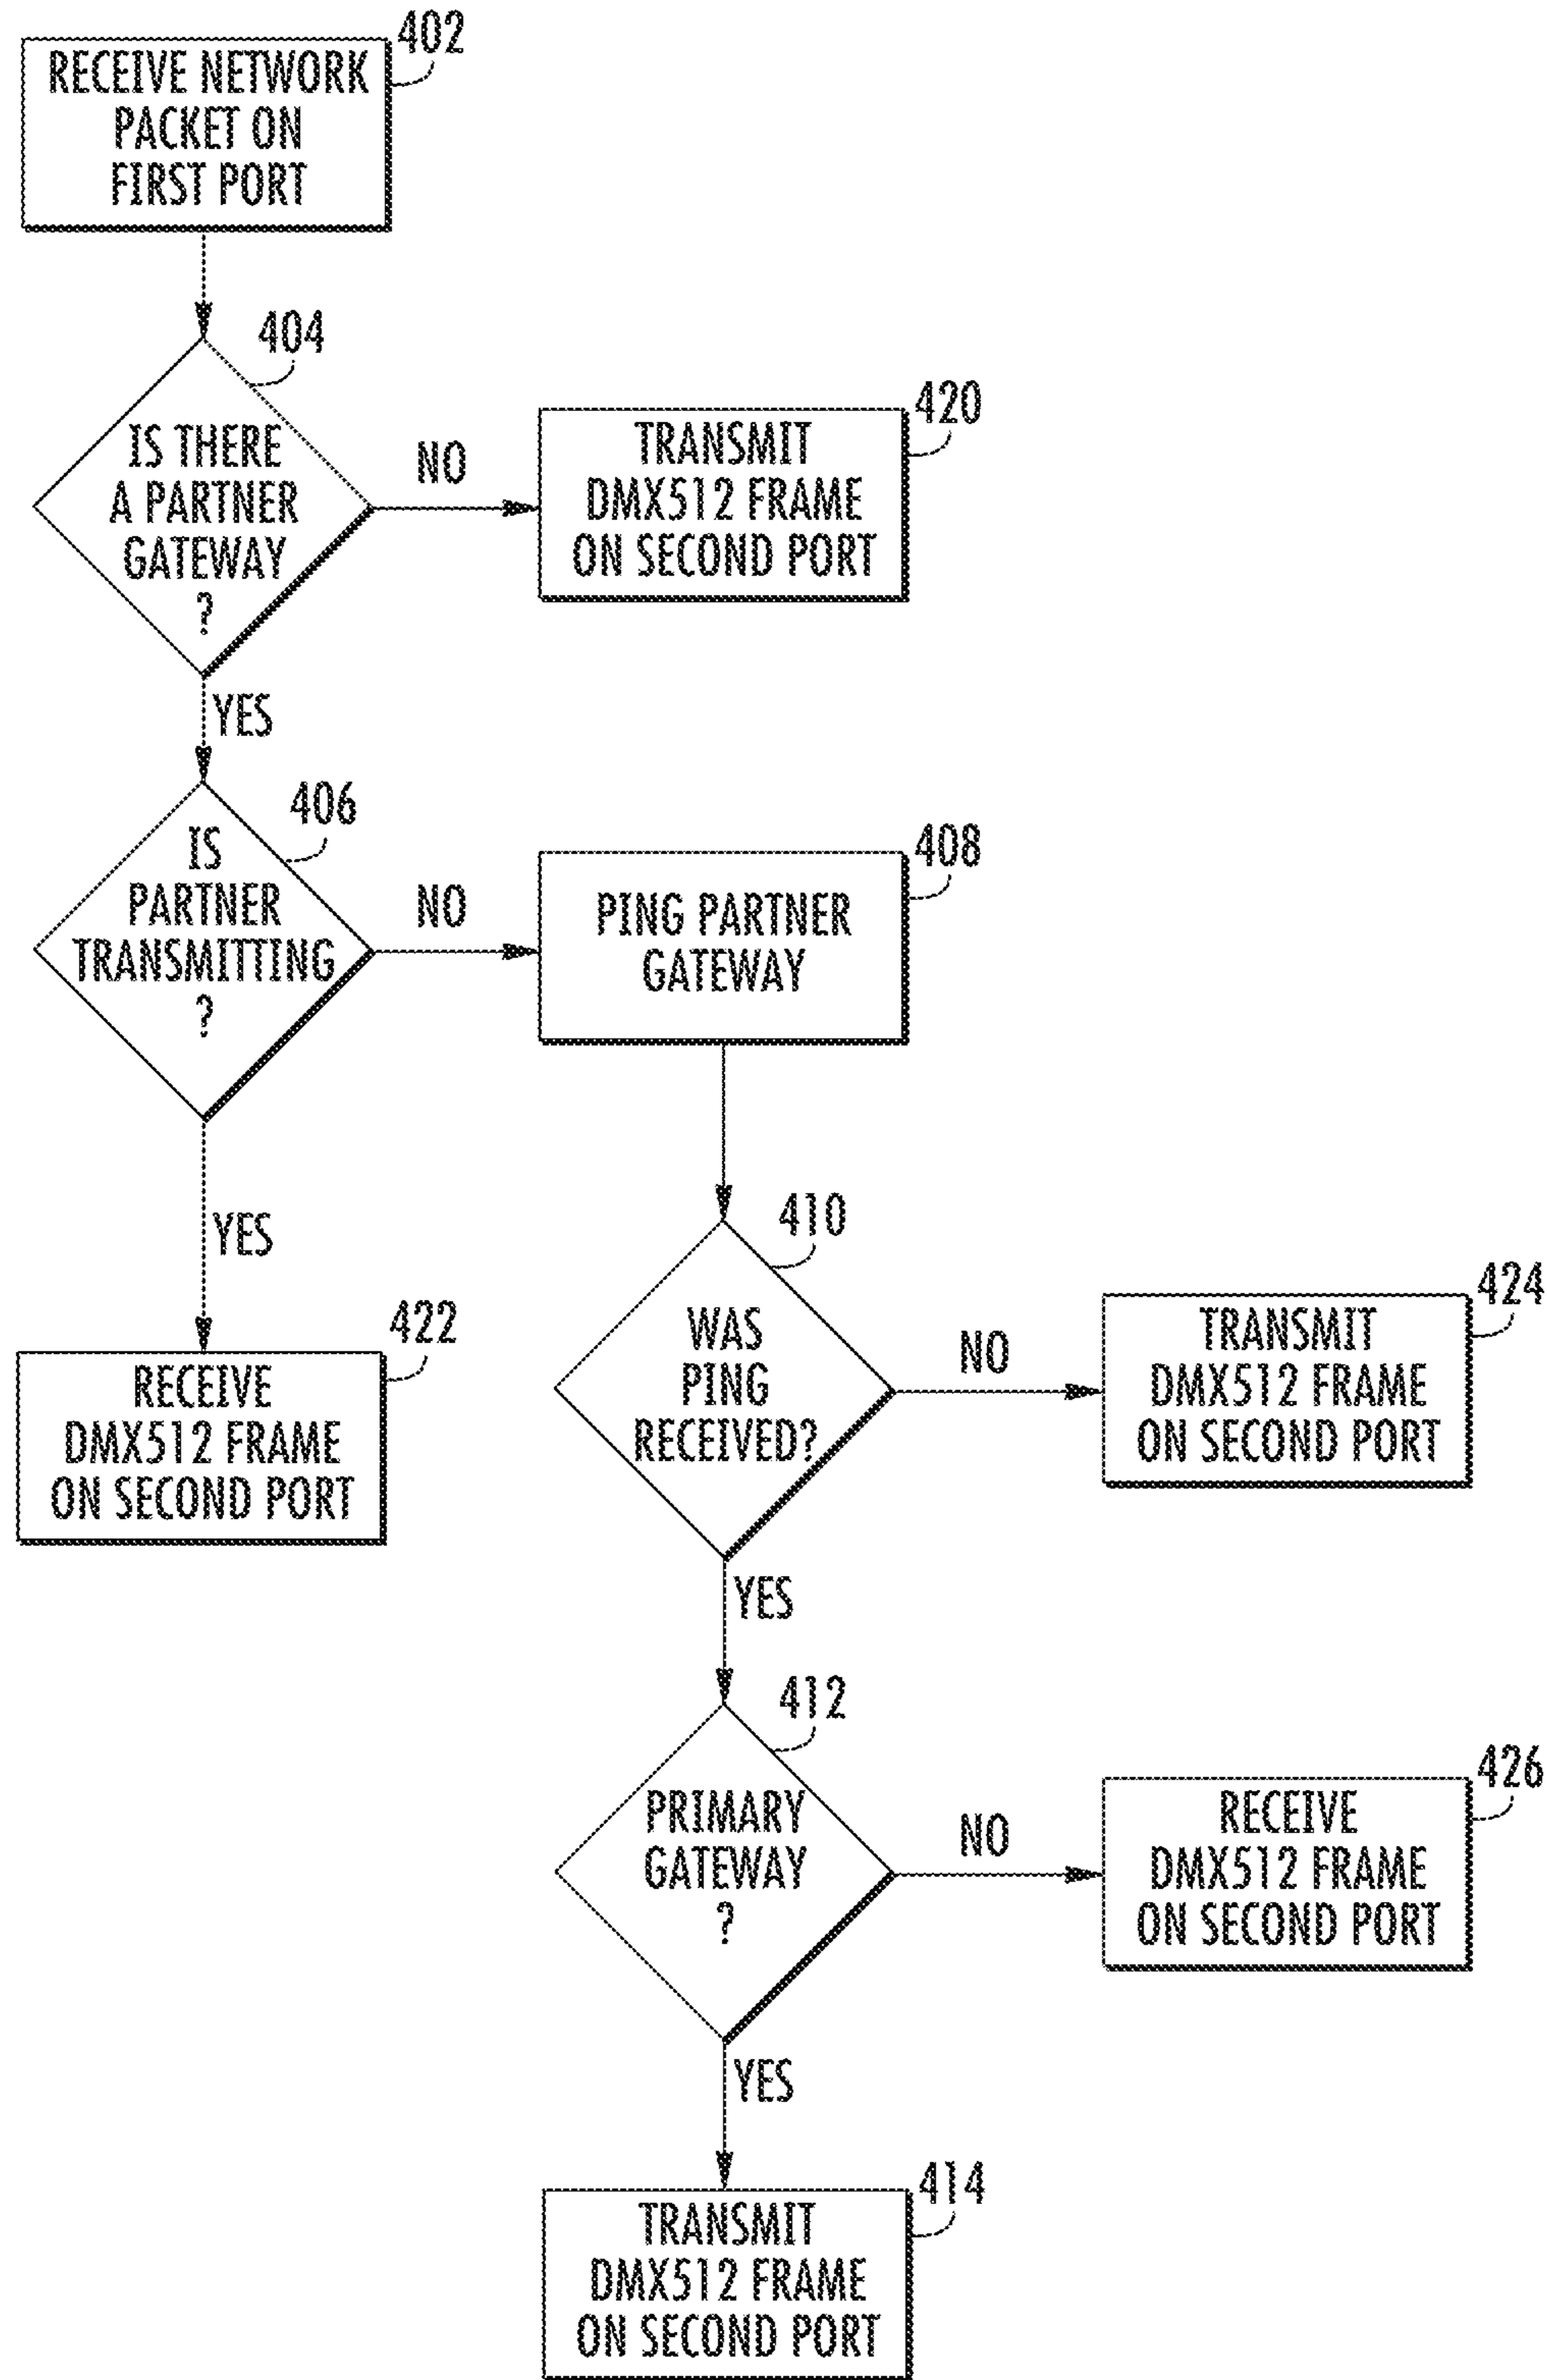 402
RECEIVE NETWORK
PACKET ON
FIRST PORT
404
IS THERE
A PARTNER
GATEWAY
?
NO
420
TRANSMIT
DMX512 FRAME
ON SECOND PORT
YES
406
IS
PARTNER
TRANSMITTING
?
NO
408
PING PARTNER
GATEWAY
YES
422
RECEIVE
DMX512 FRAME
ON SECOND PORT
410
WAS
PING
RECEIVED?
NO
424
TRANSMIT
DMX512 FRAME
ON SECOND PORT
YES
412
PRIMARY
GATEWAY
?
NO
426
RECEIVE
DMX512 FRAME
ON SECOND PORT
YES
414
TRANSMIT
DMX512 FRAME
ON SECOND PORT